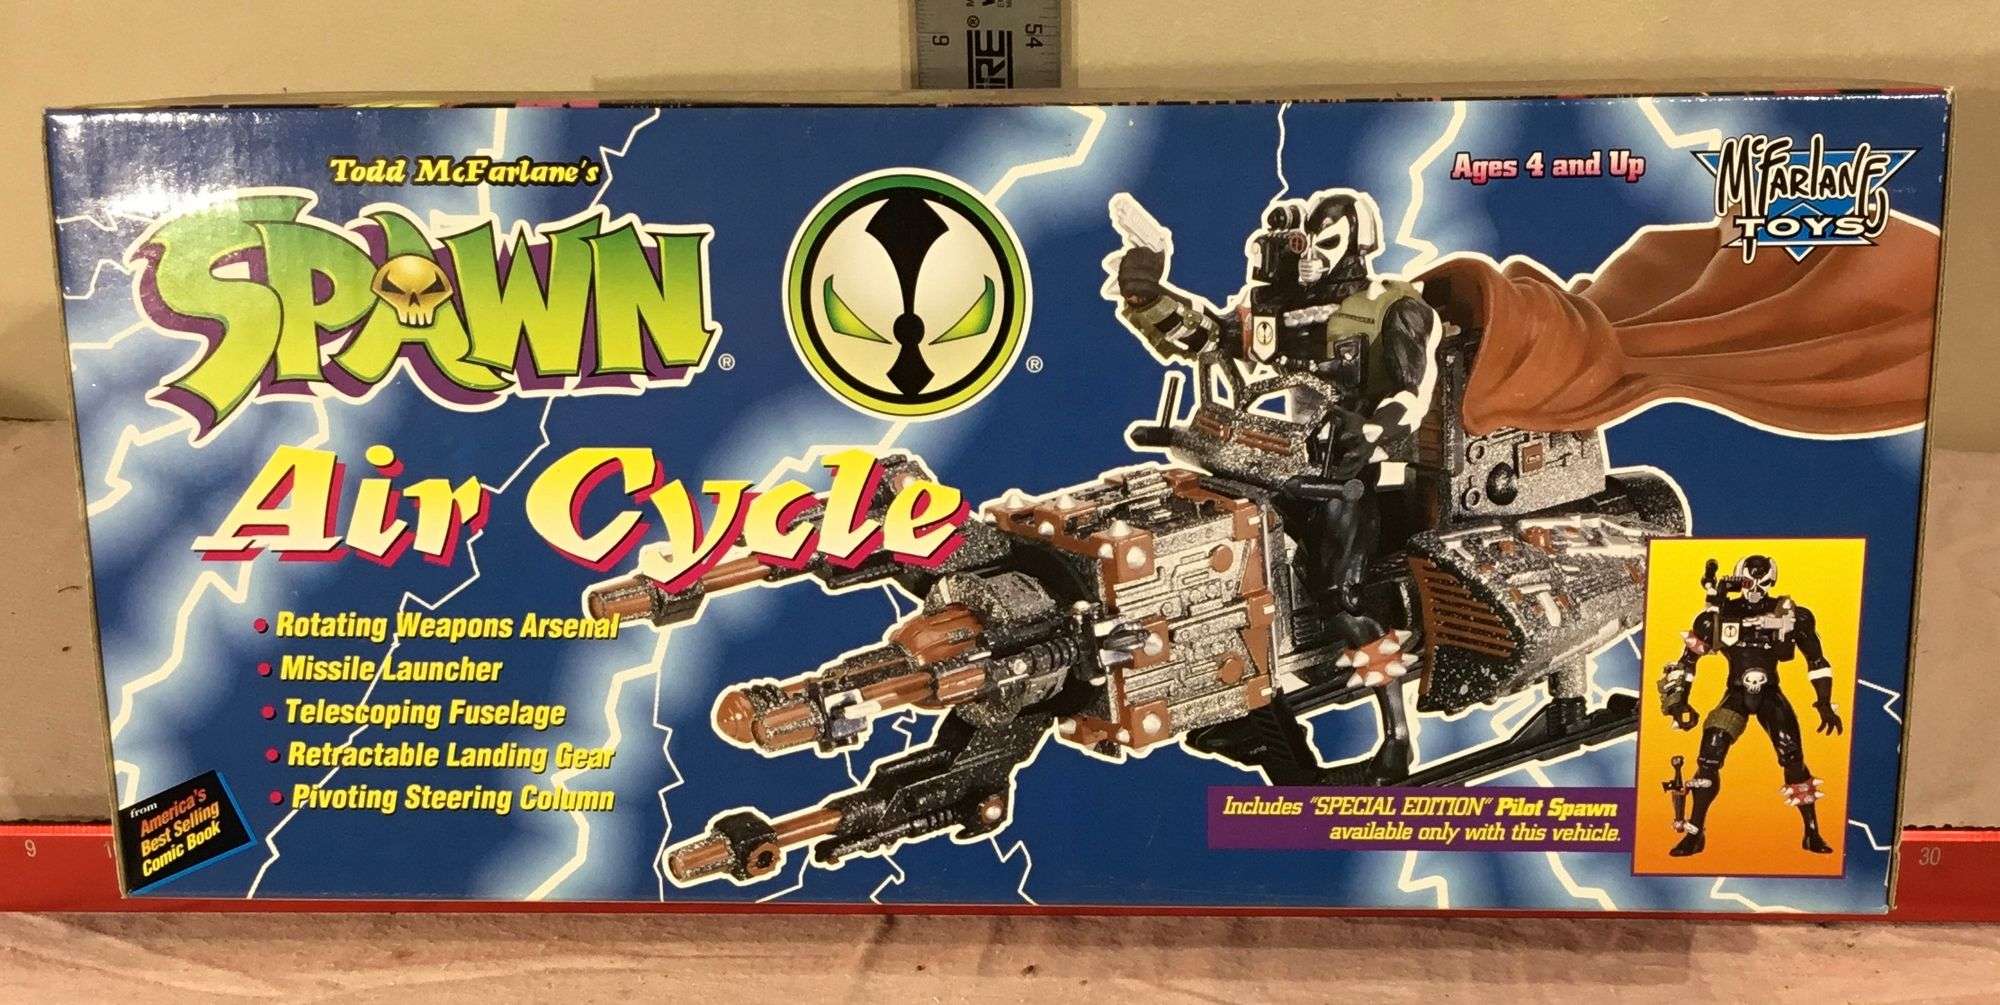 9
54
®
IRE
Todd McFarlane's
SPAWN®
®
Ages 4 and Up
McFARLANE
TOYS
Air Cycle
• Rotating Weapons Arsenal
• Missile Launcher
• Telescoping Fuselage
• Retractable Landing Gear
• Pivoting Steering Column
from
America's
Best Selling
Comic Book
Includes "SPECIAL EDITION" Pilot Spawn
available only with this vehicle.
9
30